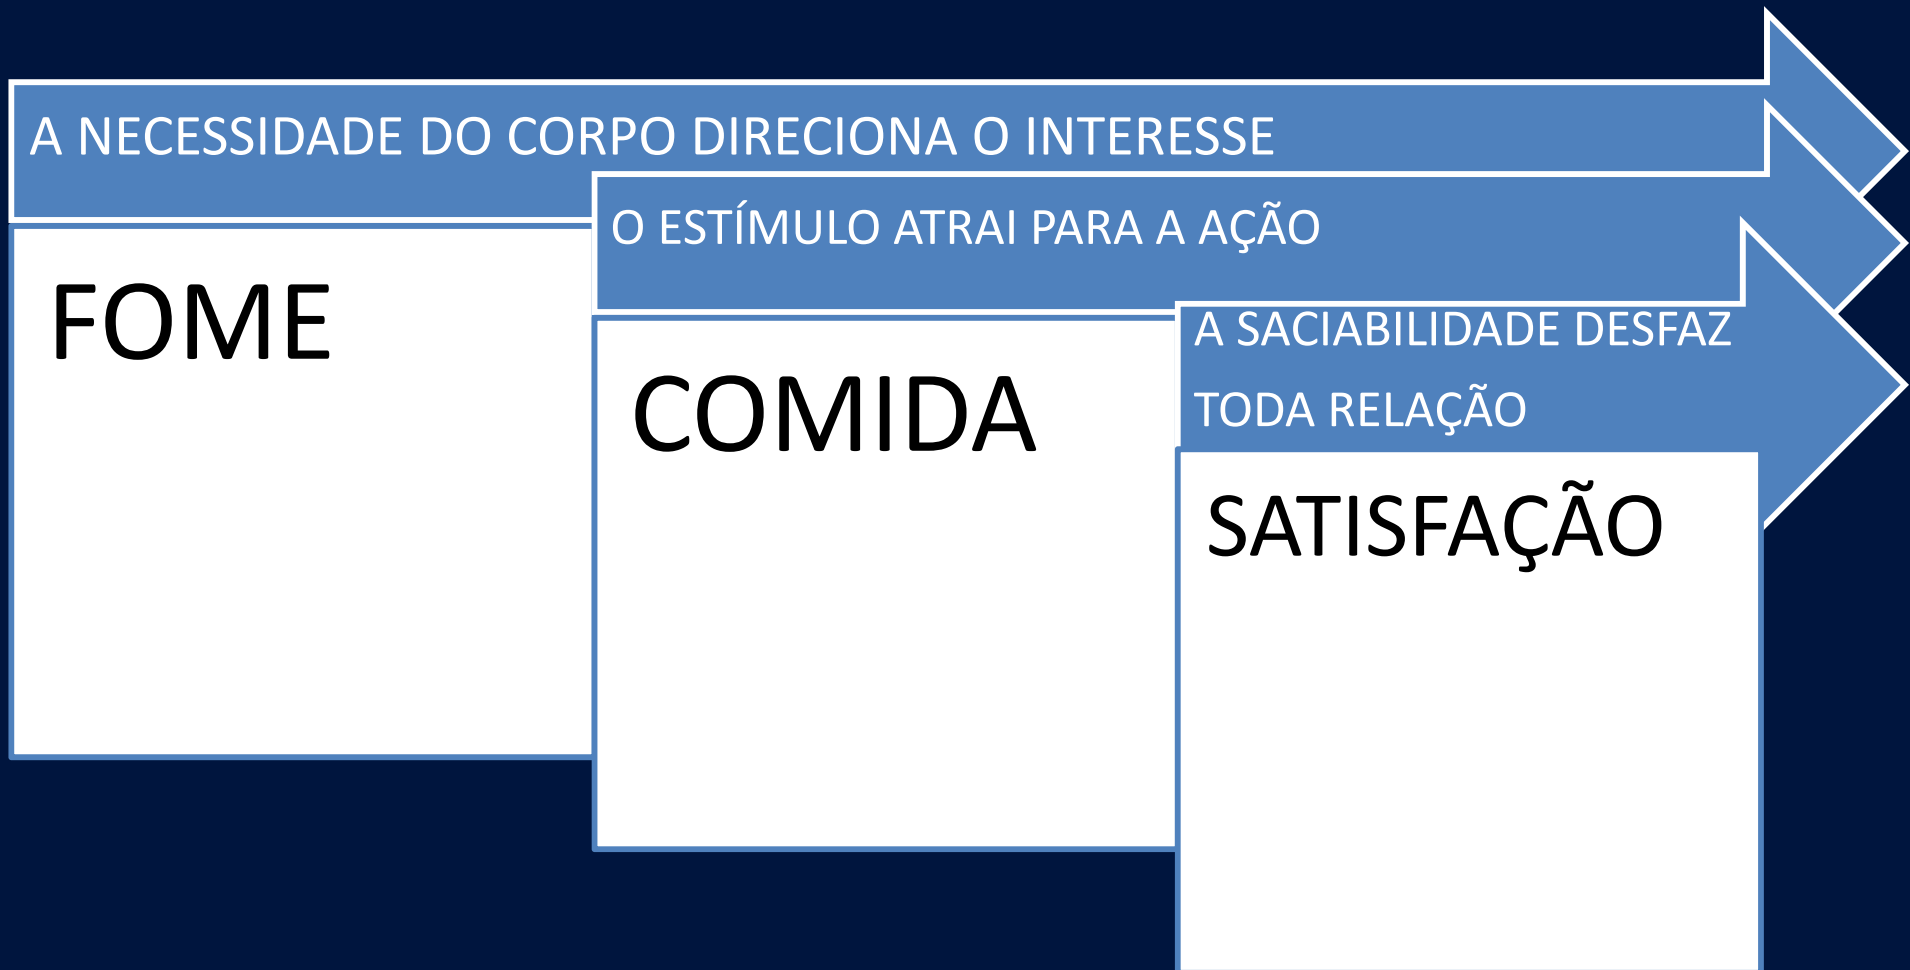 A NECESSIDADE DO CORPO DIRECIONA O INTERESSE
FOME
O ESTÍMULO ATRAI PARA A AÇÃO
COMIDA
A SACIABILIDADE DESFAZ
TODA RELAÇÃO
SATISFAÇÃO